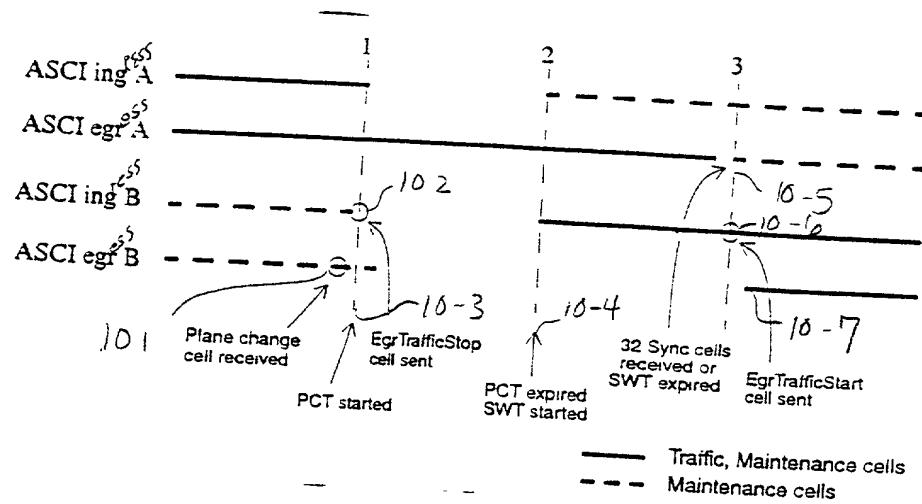 1
2
3
ASCI ingress A
ASCI egress A
ASCI ingress B
ASCI egress B
102
10-5
10-6
101
Plane change
cell received
10-3
EgrTrafficStop
cell sent
PCT started
10-4
PCT expired
SWT started
32 Sync cells
received or
SWT expired
10-7
EgrTrafficStart
cell sent
Traffic, Maintenance cells
Maintenance cells